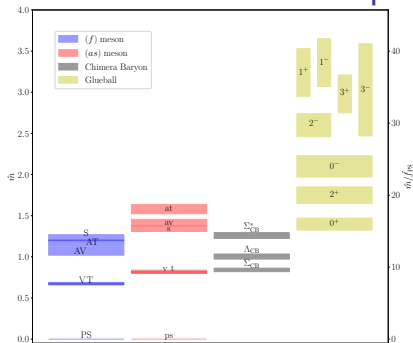 4.0
3.5
3.0
2.5
2.0
1.5
1.0
0.5
0.0
m̂
(f) meson
(as) meson
Chimera Baryon
Glueball
S
AT
AV
VT
PS
at
av
s
v t
ps
Σ*CB
ΛCB
ΣCB
1⁺
1⁻
3⁺
3⁻
2⁻
0⁻
2⁺
0⁺
40
30
20
10
0
m̂/f̂PS